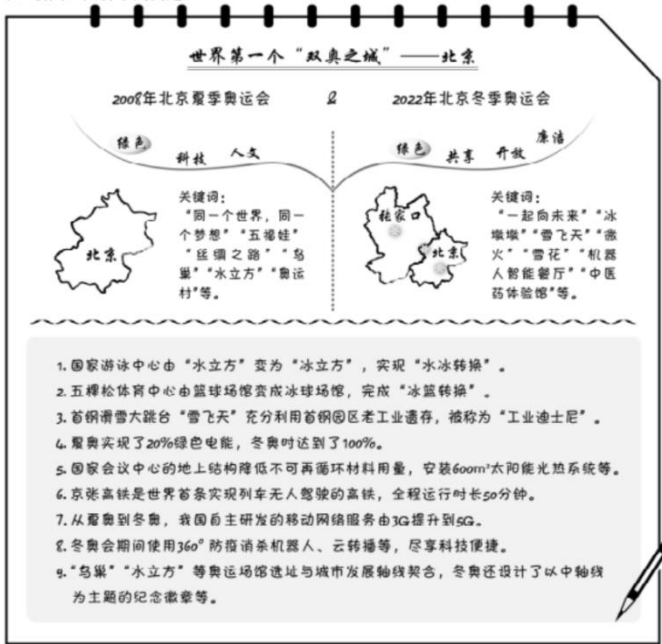 世界第一个“双奥之城”——北京
2008年北京夏季奥运会 & 2022年北京冬季奥运会
绿色 科技 人文
绿色 共享 开放 廉洁
北京
关键词：
“同一个世界，同一
个梦想”“五福娃”
“丝绸之路”“鸟
巢”“水立方”“奥运
村”等。
张家口
北京
关键词：
“一起向未来”“冰
墩墩”“雪飞天”“微
火”“雪花”“机器
人智能餐厅”“中医
药体验馆”等。
1. 国家游泳中心由“水立方”变为“冰立方”，实现“水冰转换”。
2. 五棵松体育中心由篮球场馆变成冰球场馆，完成“冰篮转换”。
3. 首钢滑雪大跳台“雪飞天”充分利用首钢园区老工业遗存，被称为“工业迪士尼”。
4. 夏奥实现了20%绿色电能，冬奥时达到了100%。
5. 国家会议中心的地上结构降低不可再循环材料用量，安装600m²太阳能光热系统等。
6. 京张高铁是世界首条实现列车无人驾驶的高铁，全程运行时长50分钟。
7. 从夏奥到冬奥，我国自主研发的移动网络服务由3G提升到5G。
8. 冬奥会期间使用360°防疫消杀机器人、云转播等，尽享科技便捷。
9. “鸟巢”“水立方”等奥运场馆选址与城市发展轴线契合，冬奥还设计了以中轴线
为主题的纪念徽章等。